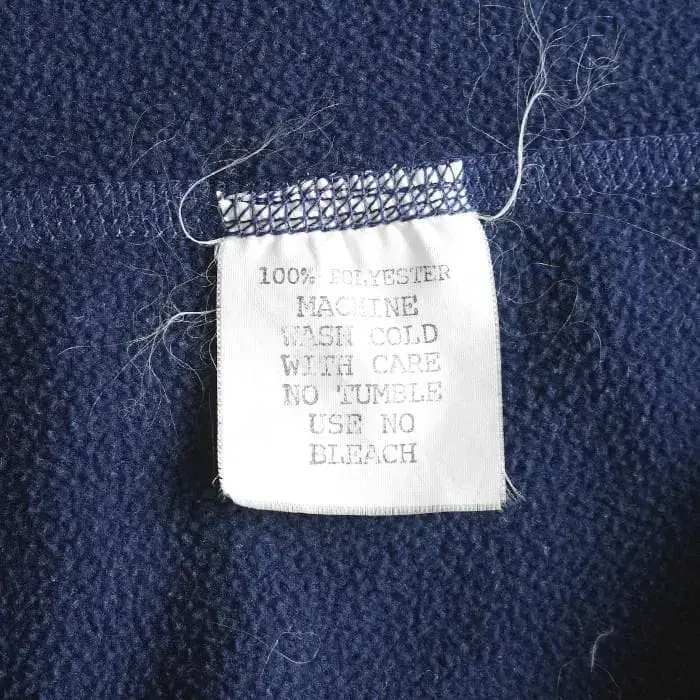 100% POLYESTER
MACHINE
WASH COLD
WITH CARE
NO TUMBLE
USE NO
BLEACH